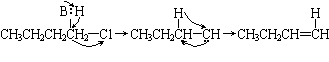 B:H H H
CH₃CH₂CH₂CH₂—Cl → CH₃CH₂CH—CH → CH₃CH₂CH=CH